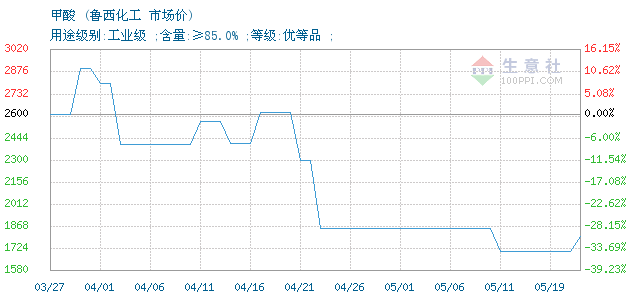 甲酸 (鲁西化工 市场价)
用途级别:工业级 ;含量:≥85.0% ;等级:优等品 ;
3020 16.15%
2876 10.62%
2732 5.08%
2600 0.00%
2444 -6.00%
2300 -11.54%
2156 -17.08%
2012 -22.62%
1868 -28.15%
1724 -33.69%
1580 -39.23%
生意社
100PPI.COM
03/27 04/01 04/06 04/11 04/16 04/21 04/26 05/01 05/06 05/11 05/19